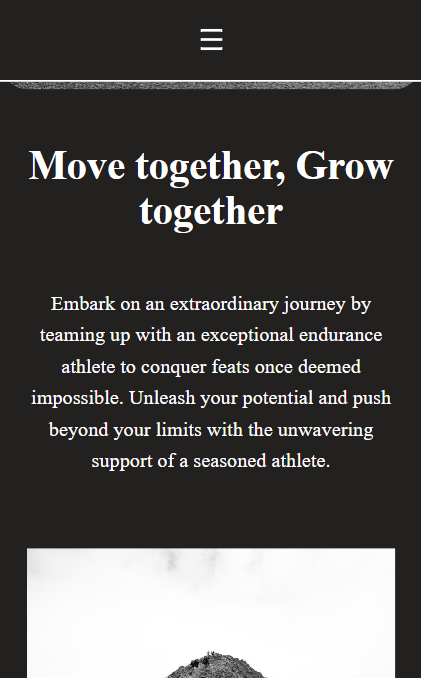 Move together, Grow
together
Embark on an extraordinary journey by
teaming up with an exceptional endurance
athlete to conquer feats once deemed
impossible. Unleash your potential and push
beyond your limits with the unwavering
support of a seasoned athlete.